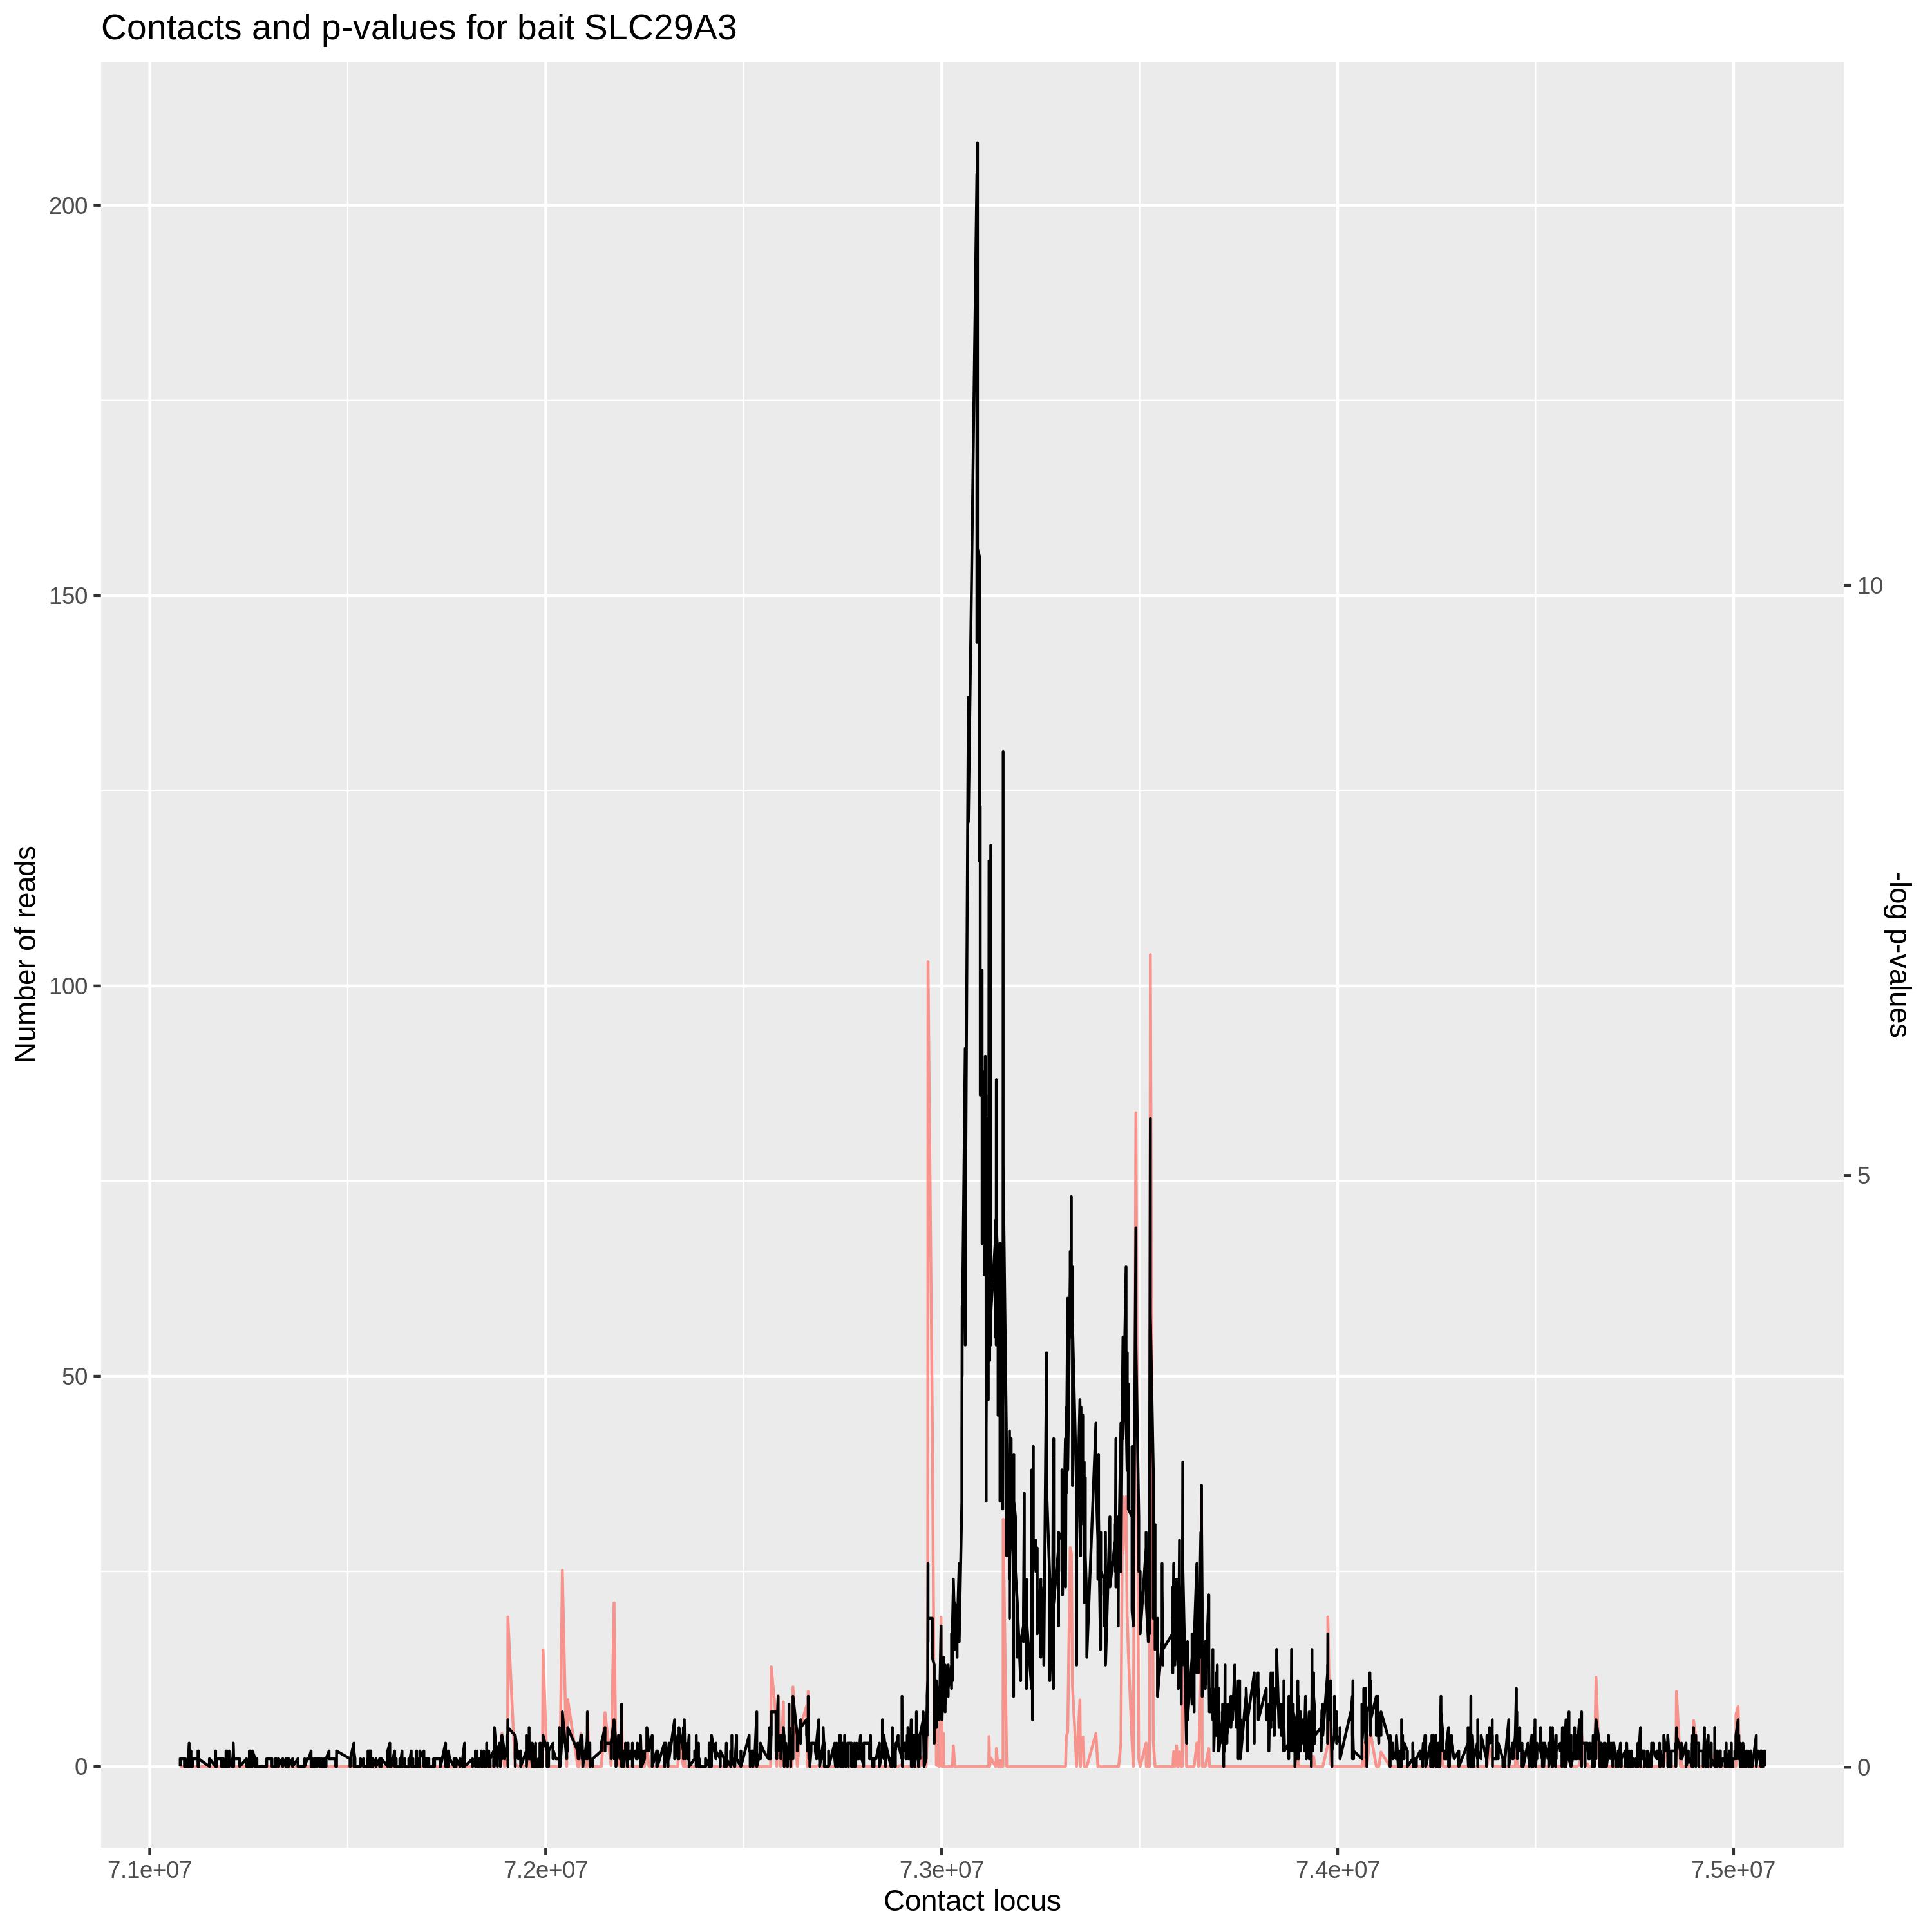 Contacts and p-values for bait SLC29A3
200
150
100
50
0
Number of reads
10
5
0
-log p-values
7.1e+07 7.2e+07 7.3e+07 7.4e+07 7.5e+07
Contact locus